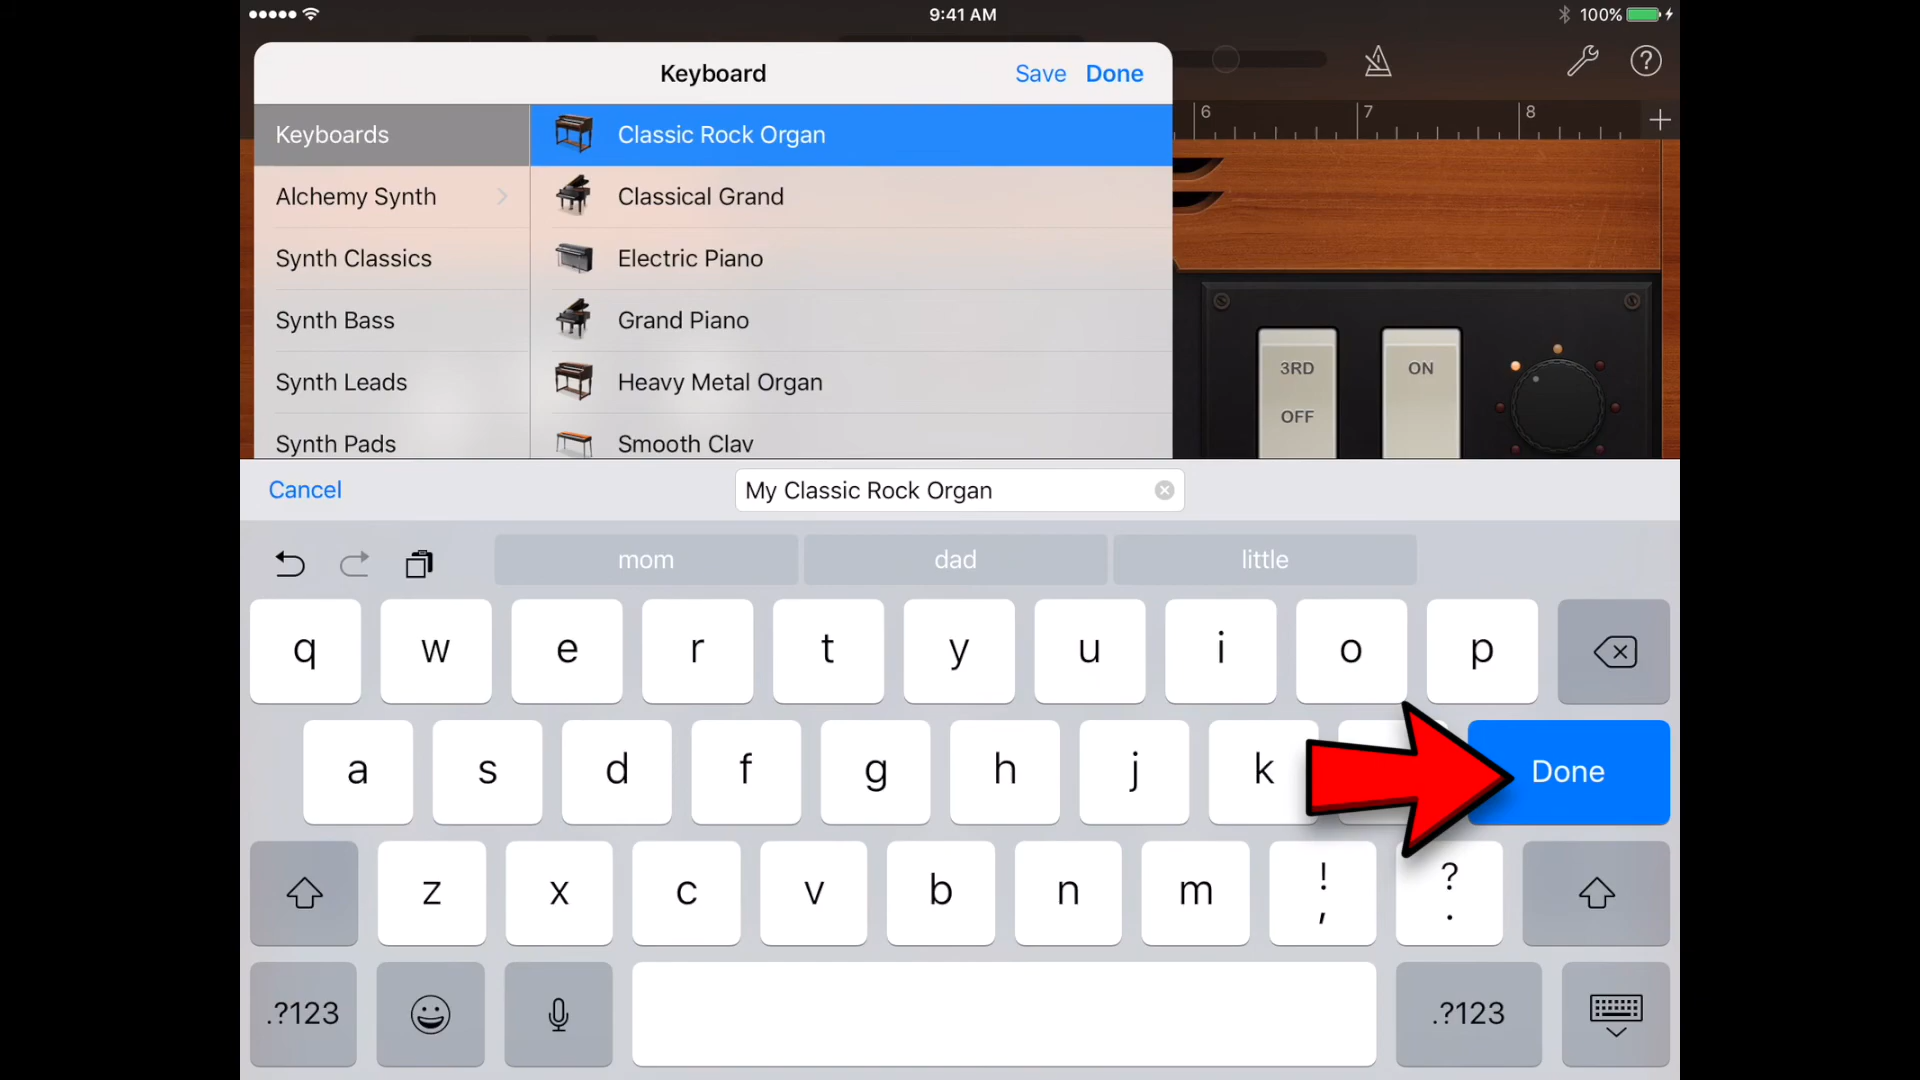 9:41 AM
100%
Keyboard
Save Done
Keyboards
Alchemy Synth
Synth Classics
Synth Bass
Synth Leads
Synth Pads
Classic Rock Organ
Classical Grand
Electric Piano
Grand Piano
Heavy Metal Organ
Smooth Clav
?
6 7 8
3RD
OFF
ON
Cancel
My Classic Rock Organ
mom dad little
q w e r t y u i o p
a s d f g h j k Done
z x c v b n m ! , ? .
.?123 .?123